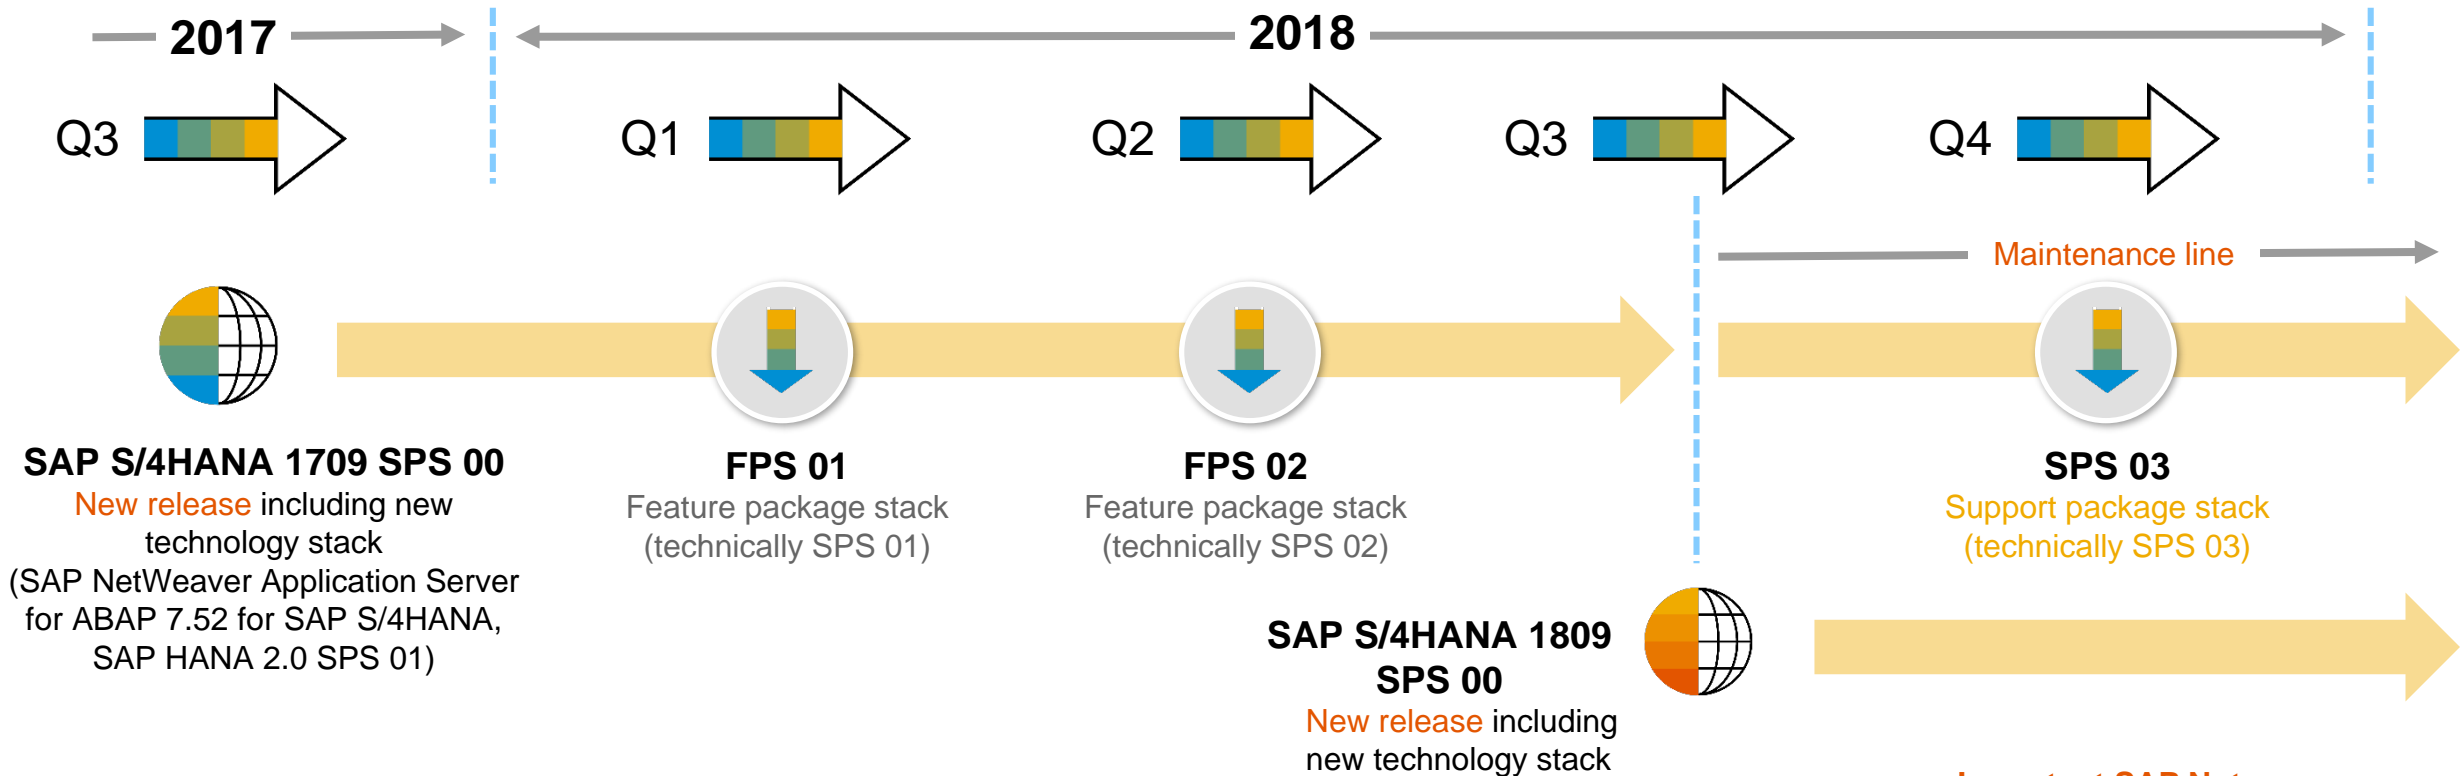 2017
2018
Q3
Q1
Q2
Q3
Q4
Maintenance line
SAP S/4HANA 1709 SPS 00
New release including new
technology stack
(SAP NetWeaver Application Server
for ABAP 7.52 for SAP S/4HANA,
SAP HANA 2.0 SPS 01)
FPS 01
Feature package stack
(technically SPS 01)
FPS 02
Feature package stack
(technically SPS 02)
SPS 03
Support package stack
(technically SPS 03)
SAP S/4HANA 1809
SPS 00
New release including
new technology stack
Important SAP Notes